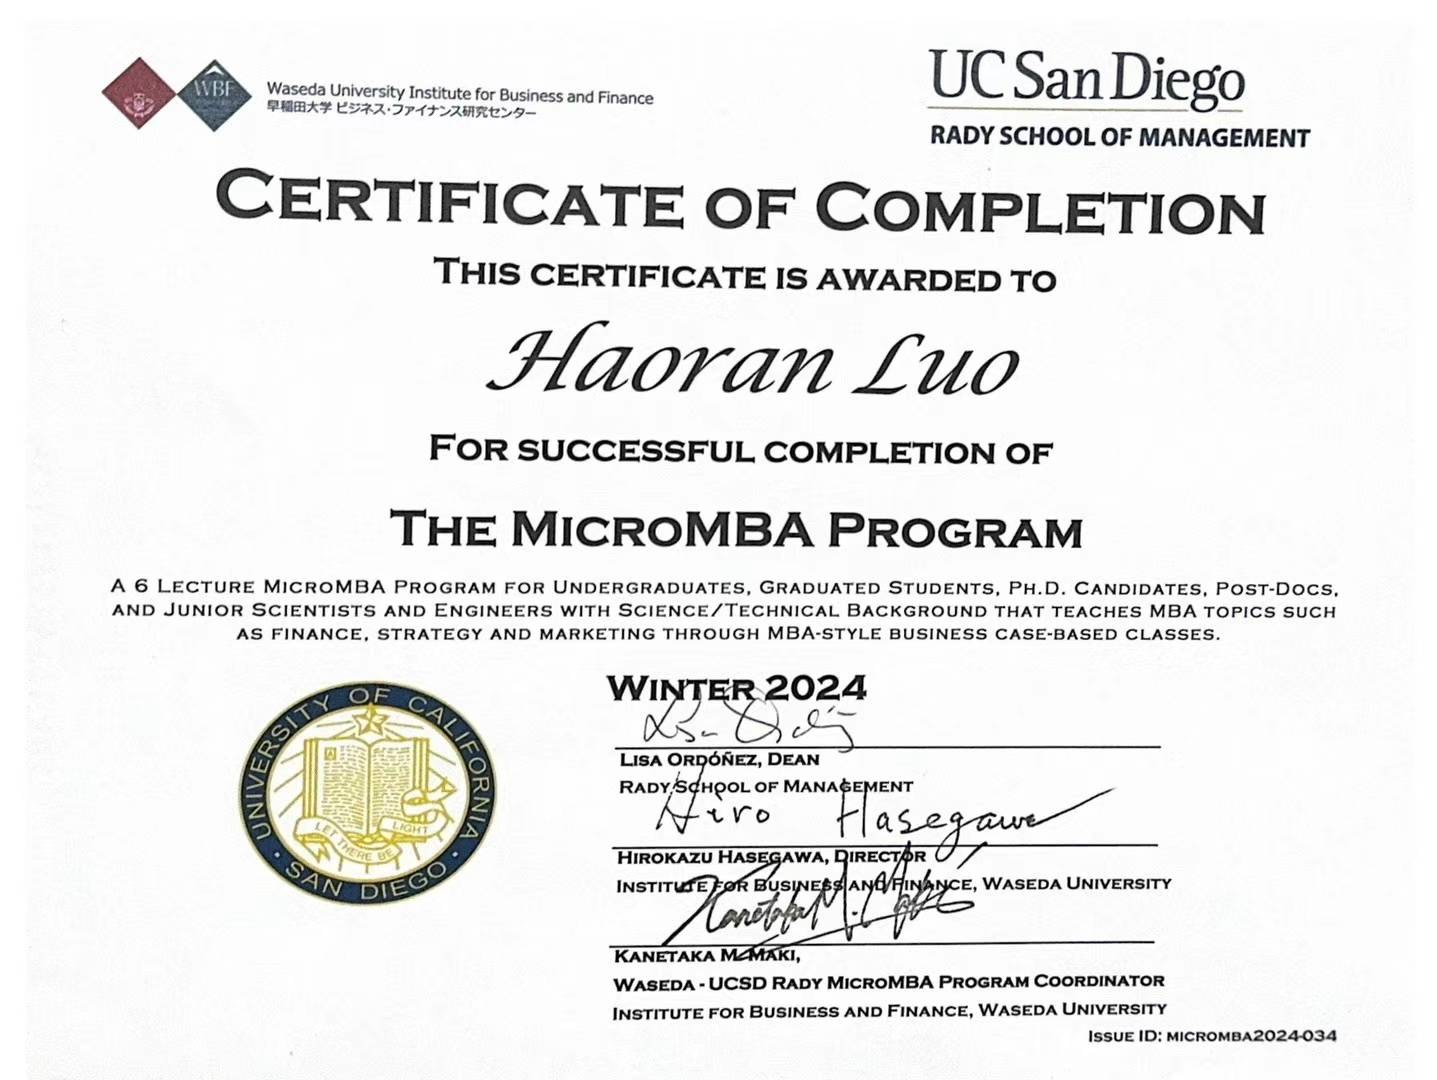 WBF
Waseda University Institute for Business and Finance
早稲田大学 ビジネス・ファイナンス研究センター
UC San Diego
RADY SCHOOL OF MANAGEMENT
CERTIFICATE OF COMPLETION
THIS CERTIFICATE IS AWARDED TO
Haoran Luo
FOR SUCCESSFUL COMPLETION OF
THE MICROMBA PROGRAM
A 6 LECTURE MICROMBA PROGRAM FOR UNDERGRADUATES, GRADUATED STUDENTS, PH.D. CANDIDATES, POST-DOCS,
AND JUNIOR SCIENTISTS AND ENGINEERS WITH SCIENCE/TECHNICAL BACKGROUND THAT TEACHES MBA TOPICS SUCH
AS FINANCE, STRATEGY AND MARKETING THROUGH MBA-STYLE BUSINESS CASE-BASED CLASSES.
UNIVERSITY OF CALIFORNIA
LET THERE BE LIGHT
· SAN DIEGO ·
WINTER 2024
LISA ORDÓÑEZ, DEAN
RADY SCHOOL OF MANAGEMENT
Hiro Hasegawa
HIROKAZU HASEGAWA, DIRECTOR
INSTITUTE FOR BUSINESS AND FINANCE, WASEDA UNIVERSITY
Kanetaka M. Maki
KANETAKA M. MAKI,
WASEDA - UCSD RADY MICROMBA PROGRAM COORDINATOR
INSTITUTE FOR BUSINESS AND FINANCE, WASEDA UNIVERSITY
ISSUE ID: MICROMBA2024-034